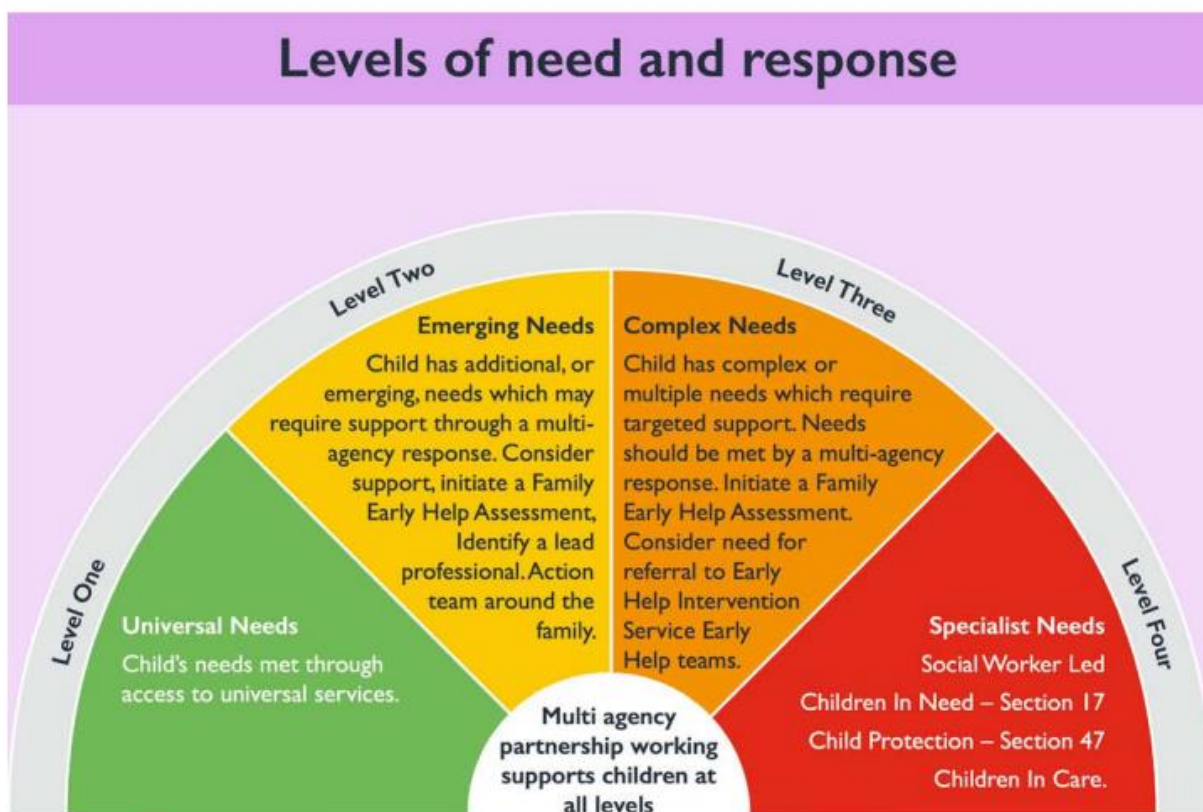 Levels of need and response
Level One
Universal Needs
Child's needs met through
access to universal services.
Level Two
Emerging Needs
Child has additional, or
emerging, needs which may
require support through a multi-
agency response. Consider
support, initiate a Family
Early Help Assessment,
Identify a lead
professional. Action
team around the
family.
Level Three
Complex Needs
Child has complex or
multiple needs which require
targeted support. Needs
should be met by a multi-agency
response. Initiate a Family
Early Help Assessment.
Consider need for
referral to Early
Help Intervention
Service Early
Help teams.
Level Four
Specialist Needs
Social Worker Led
Children In Need – Section 17
Child Protection – Section 47
Children In Care.
Multi agency
partnership working
supports children at
all levels